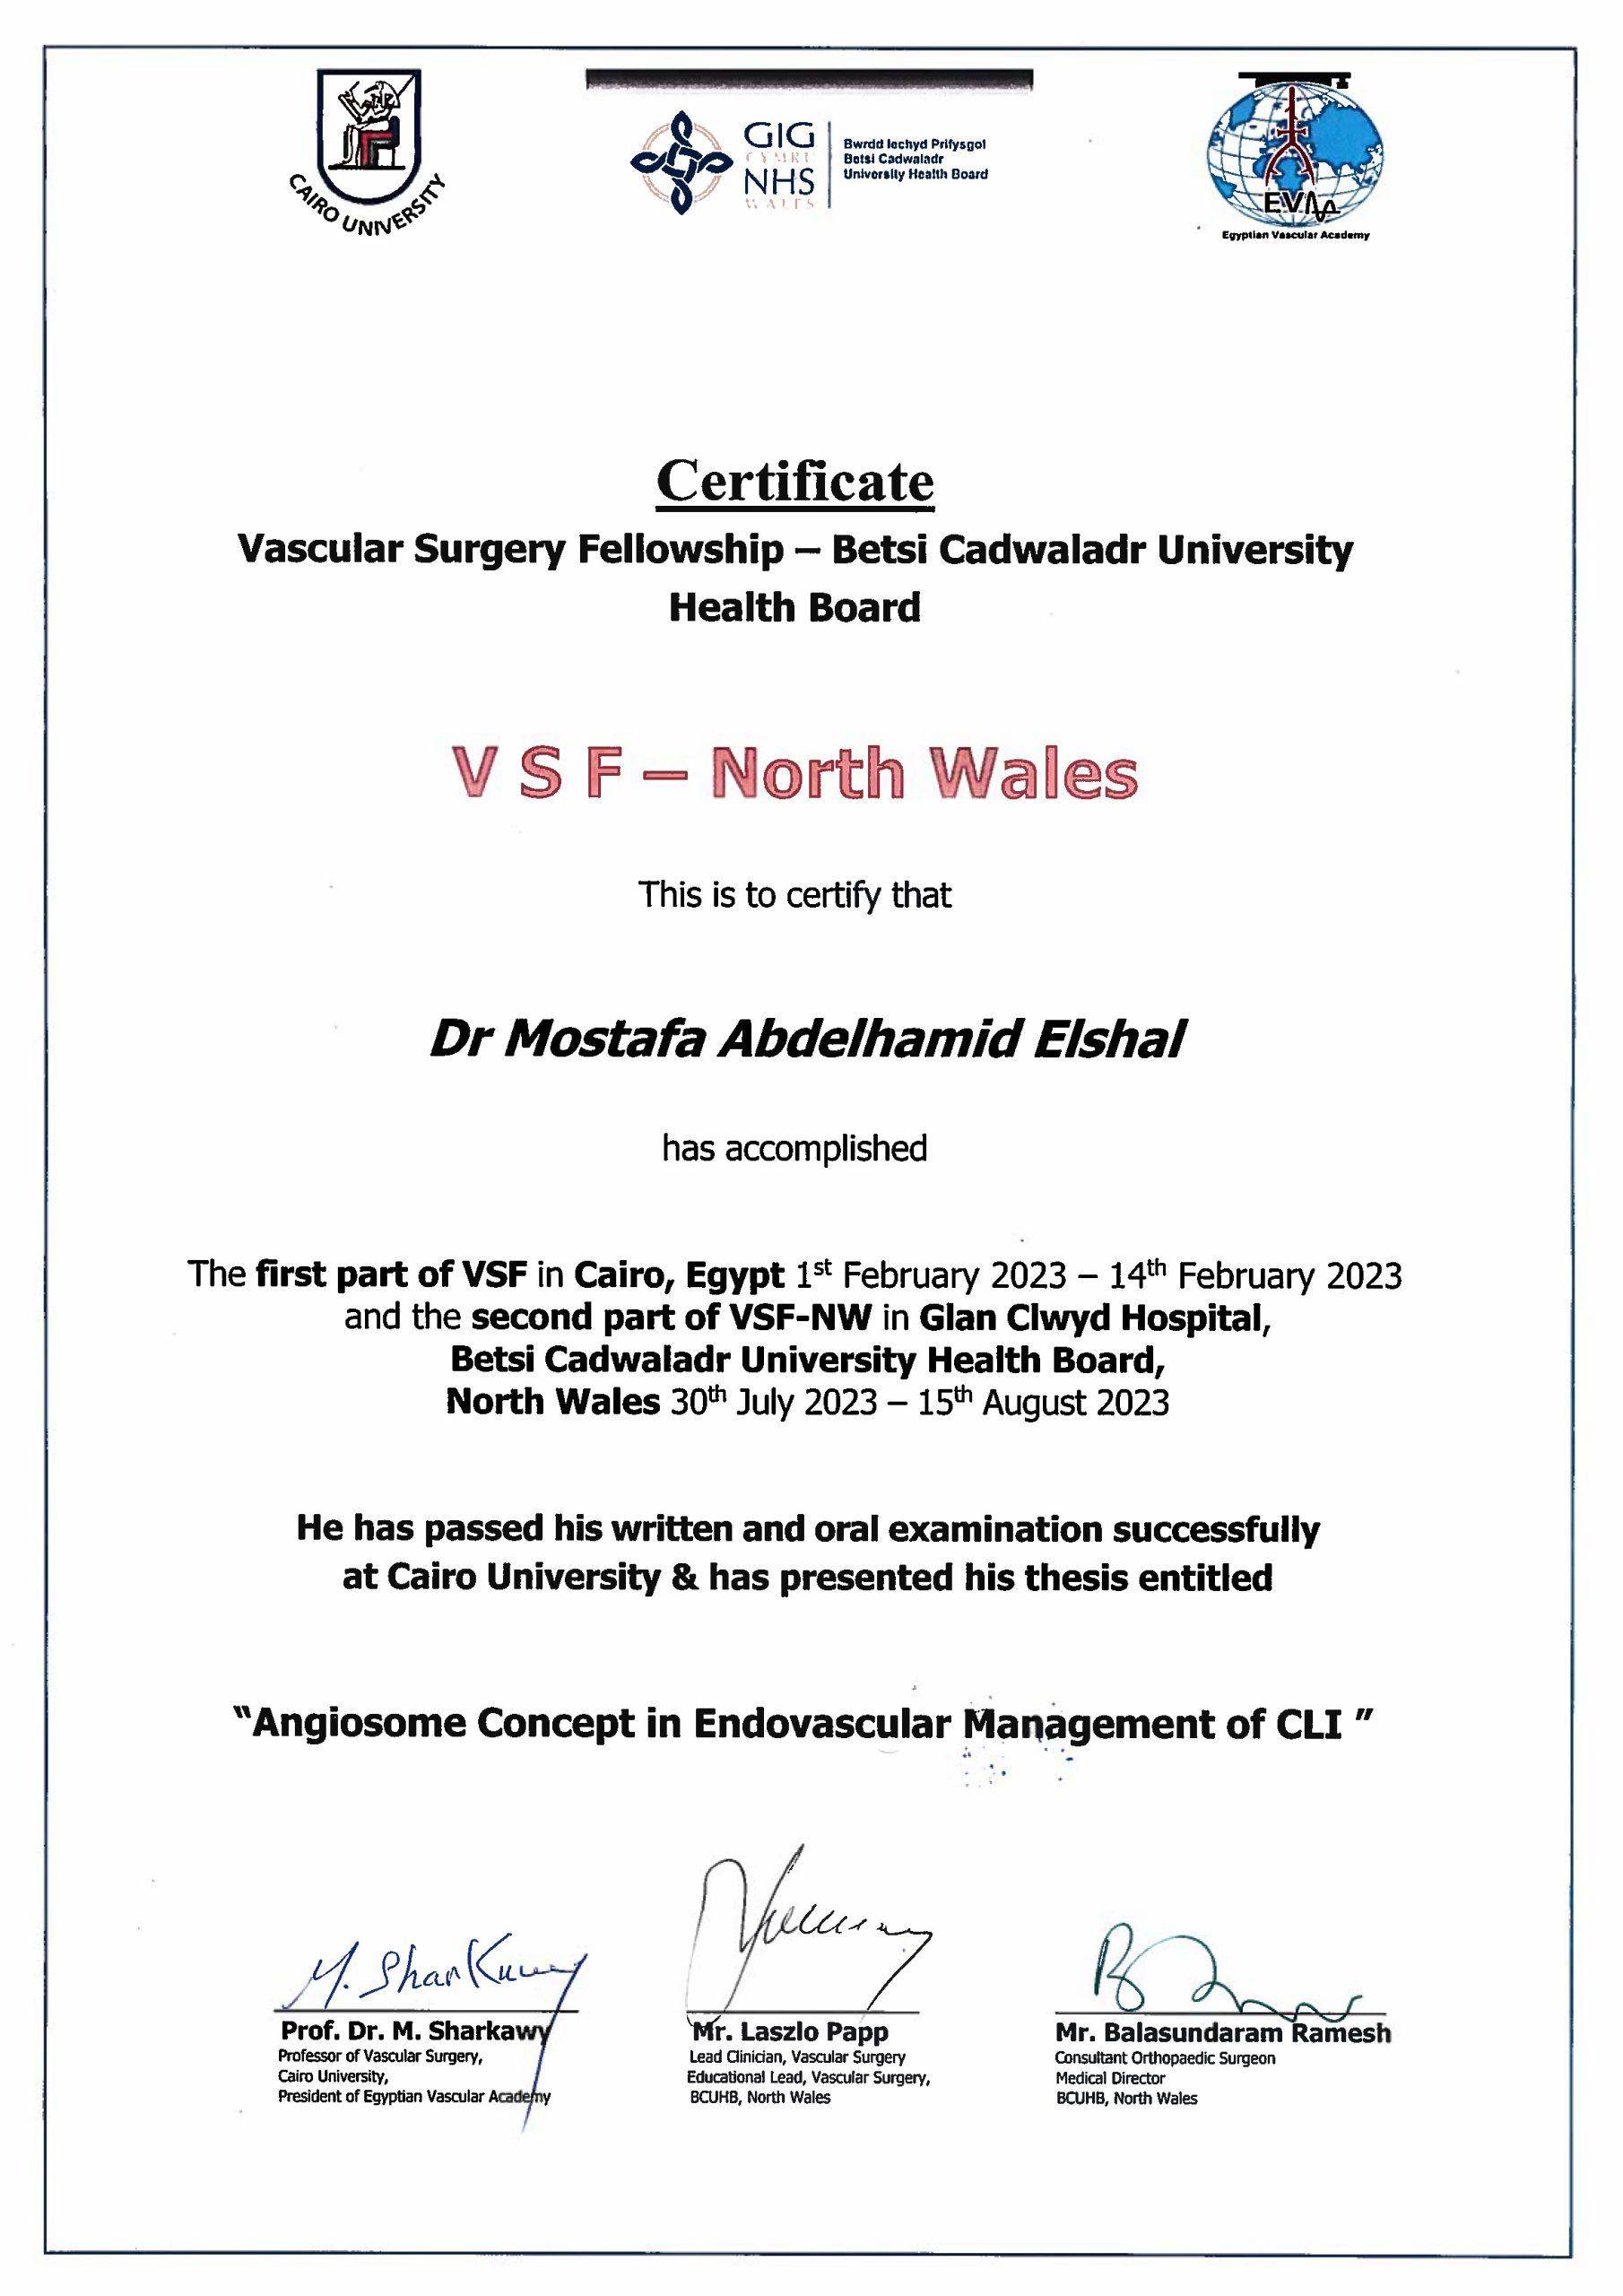 CAIRO UNIVERSITY
GIG
CYMRU
NHS
WALES
Bwrdd Iechyd Prifysgol
Betsi Cadwaladr
University Health Board
EVA
Egyptian Vascular Academy
Certificate
Vascular Surgery Fellowship – Betsi Cadwaladr University
Health Board
V S F – North Wales
This is to certify that
Dr Mostafa Abdelhamid Elshal
has accomplished
The first part of VSF in Cairo, Egypt 1st February 2023 – 14th February 2023
and the second part of VSF-NW in Glan Clwyd Hospital,
Betsi Cadwaladr University Health Board,
North Wales 30th July 2023 – 15th August 2023
He has passed his written and oral examination successfully
at Cairo University & has presented his thesis entitled
"Angiosome Concept in Endovascular Management of CLI "
M. Sharkawy
Prof. Dr. M. Sharkawy
Professor of Vascular Surgery,
Cairo University,
President of Egyptian Vascular Academy
Mr. Laszlo Papp
Lead Clinician, Vascular Surgery
Educational Lead, Vascular Surgery,
BCUHB, North Wales
Mr. Balasundaram Ramesh
Consultant Orthopaedic Surgeon
Medical Director
BCUHB, North Wales